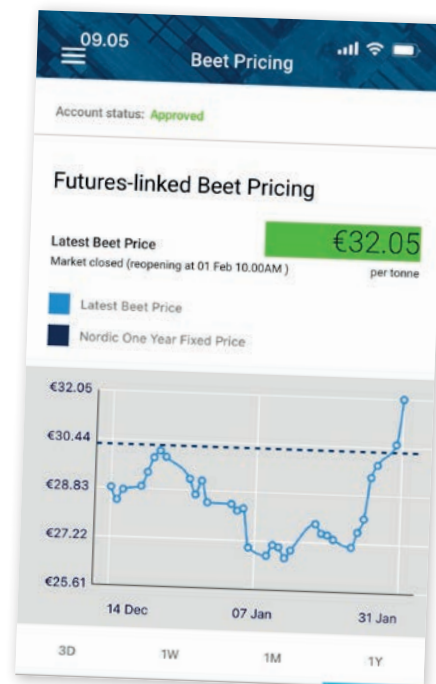 09.05
Beet Pricing
Account status: Approved
Futures-linked Beet Pricing
Latest Beet Price
€32.05
Market closed (reopening at 01 Feb 10.00AM )
per tonne
Latest Beet Price
Nordic One Year Fixed Price
€32.05
€30.44
€28.83
€27.22
€25.61
14 Dec
07 Jan
31 Jan
3D
1W
1M
1Y